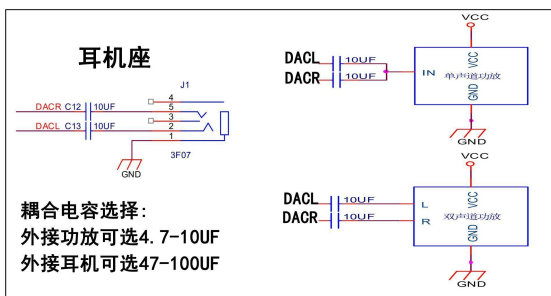 耳机座
J1
4
DACR C12 10UF 5
3
DACL C13 10UF 2
1
GND
3F07
耦合电容选择:
外接功放可选4.7-10UF
外接耳机可选47-100UF
VCC
DACL 10UF
DACR 10UF
IN
VCC
单声道功放
GND
GND
VCC
DACL 10UF L
DACR 10UF R
VCC
双声道功放
GND
GND